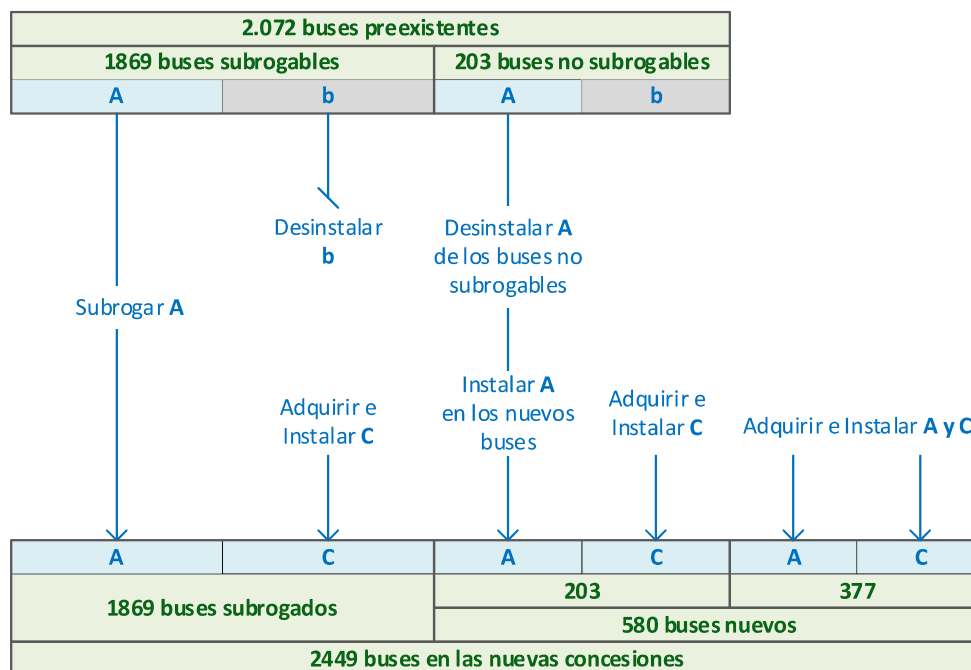 2.072 buses preexistentes
1869 buses subrogables
203 buses no subrogables
A
b
A
b
Desinstalar
b
Desinstalar A
de los buses no
subrogables
Subrogar A
Adquirir e
Instalar C
Instalar A
en los nuevos
buses
Adquirir e
Instalar C
Adquirir e Instalar A y C
A
C
A
C
A
C
1869 buses subrogados
203
377
580 buses nuevos
2449 buses en las nuevas concesiones